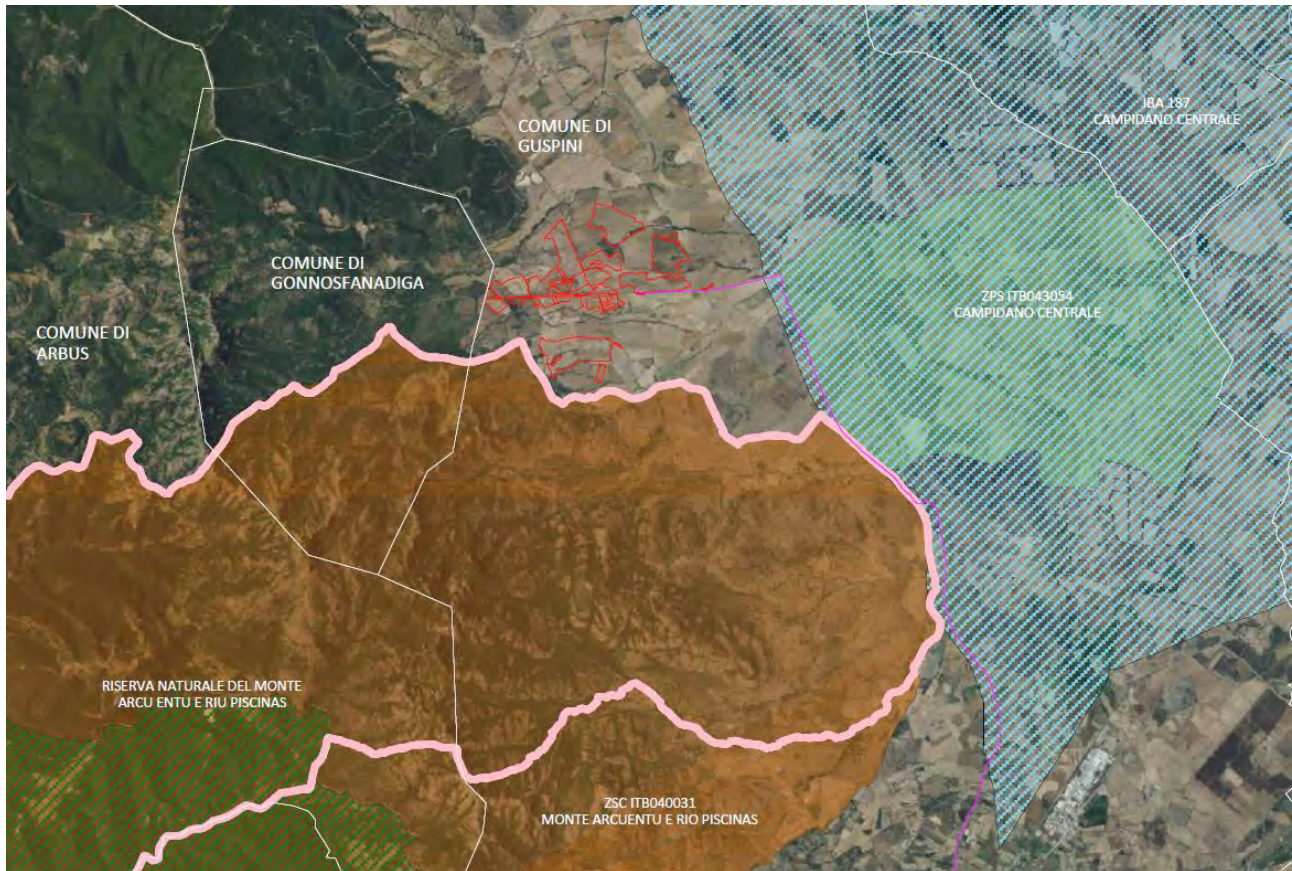 IBA 187
CAMPIDANO CENTRALE
COMUNE DI
GUSPINI
COMUNE DI
GONNOSFANADIGA
ZPS ITB043054
CAMPIDANO CENTRALE
COMUNE DI
ARBUS
RISERVA NATURALE DEL MONTE
ARCU ENTU E RIU PISCINAS
ZSC ITB040031
MONTE ARCUENTU E RIO PISCINAS